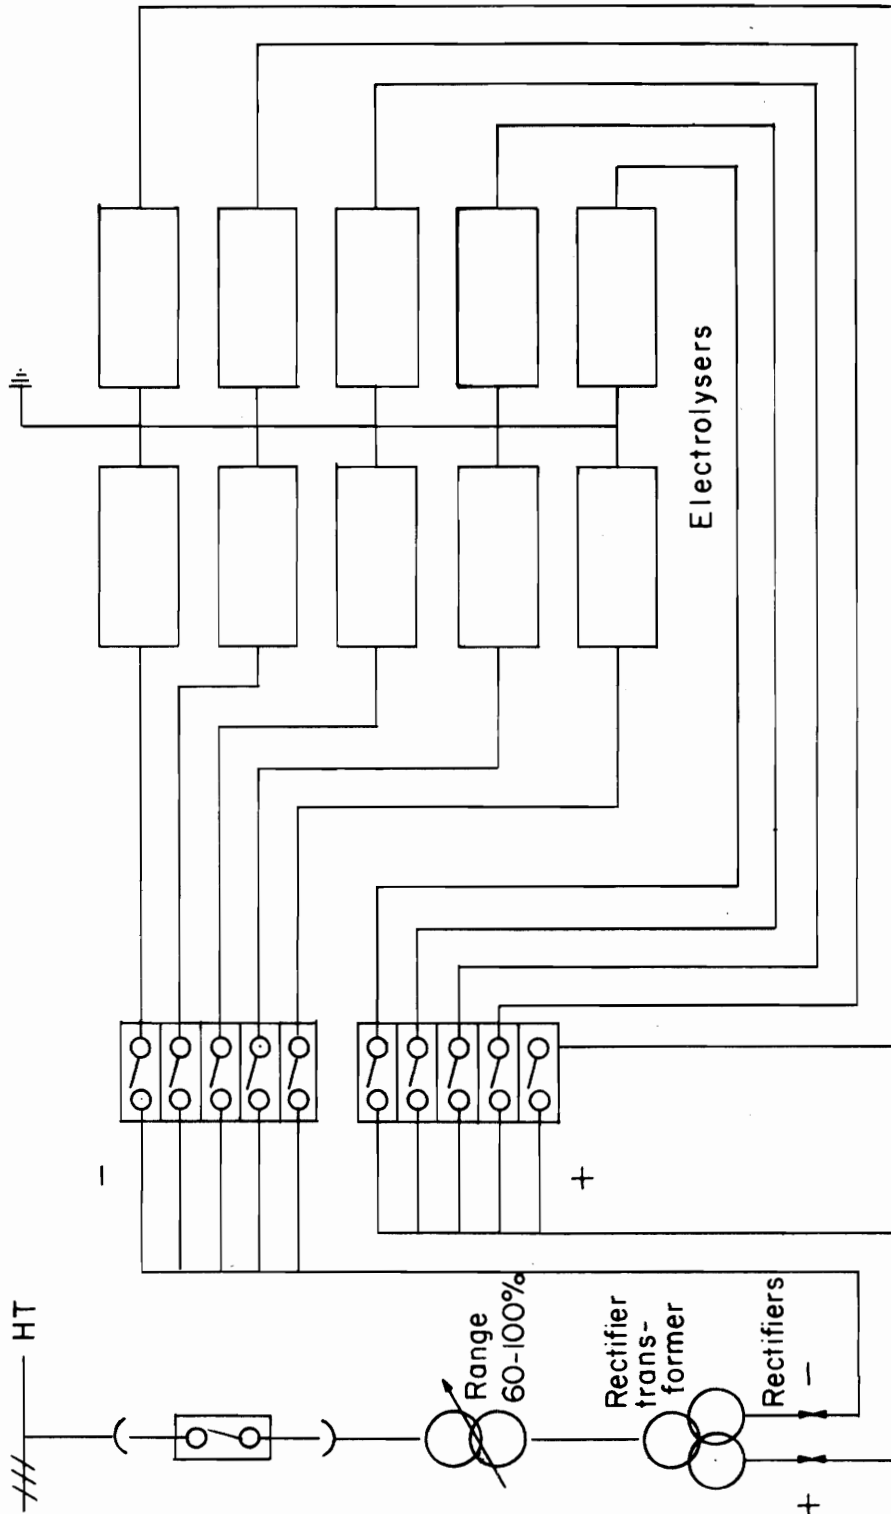 HT
Range
60-100%
Rectifier
trans-
former
Rectifiers
−
+
−
+
Electrolysers